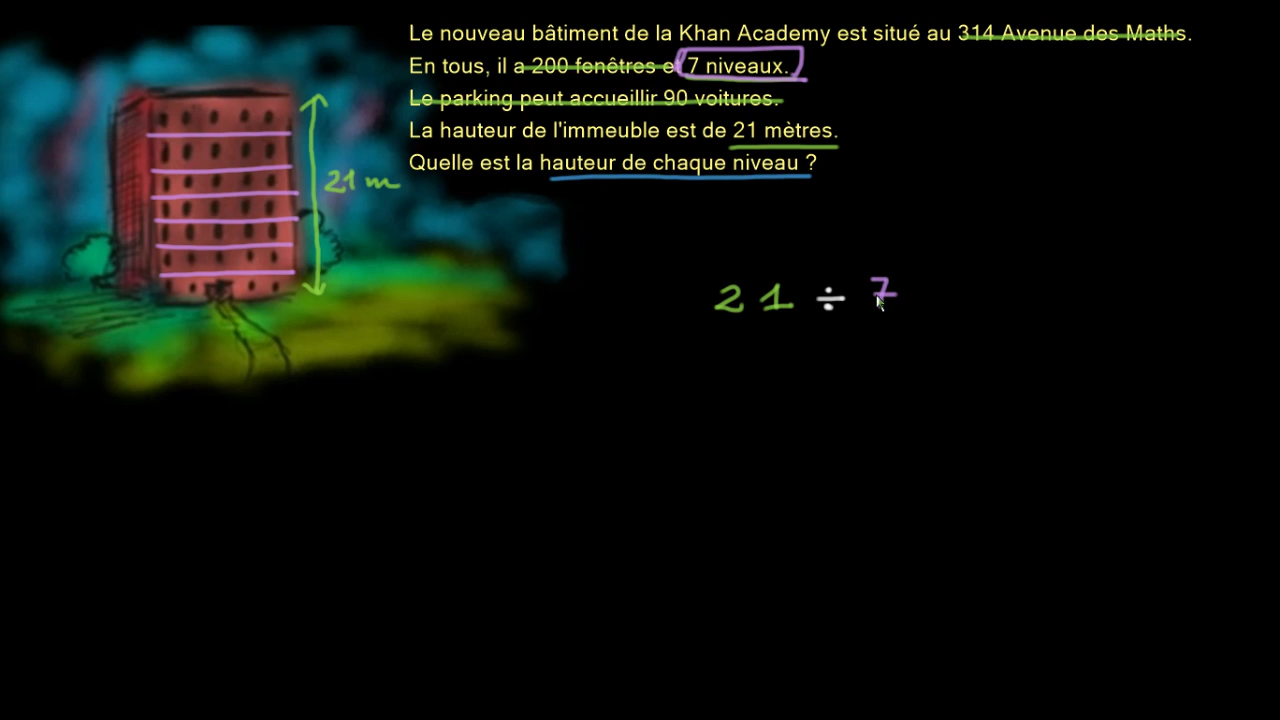 Le nouveau bâtiment de la Khan Academy est situé au 314 Avenue des Maths.
En tous, il a 200 fenêtres et 7 niveaux.
Le parking peut accueillir 90 voitures.
La hauteur de l'immeuble est de 21 mètres.
Quelle est la hauteur de chaque niveau ?
21 m
21 ÷ 7